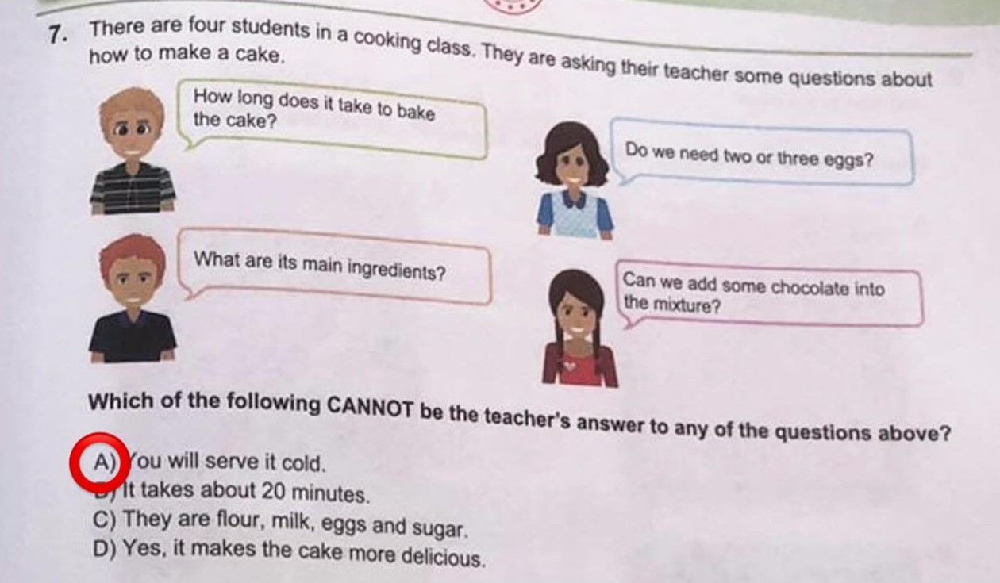 7. There are four students in a cooking class. They are asking their teacher some questions about
how to make a cake.
How long does it take to bake
the cake?
Do we need two or three eggs?
What are its main ingredients?
Can we add some chocolate into
the mixture?
Which of the following CANNOT be the teacher's answer to any of the questions above?
A) You will serve it cold.
B) It takes about 20 minutes.
C) They are flour, milk, eggs and sugar.
D) Yes, it makes the cake more delicious.